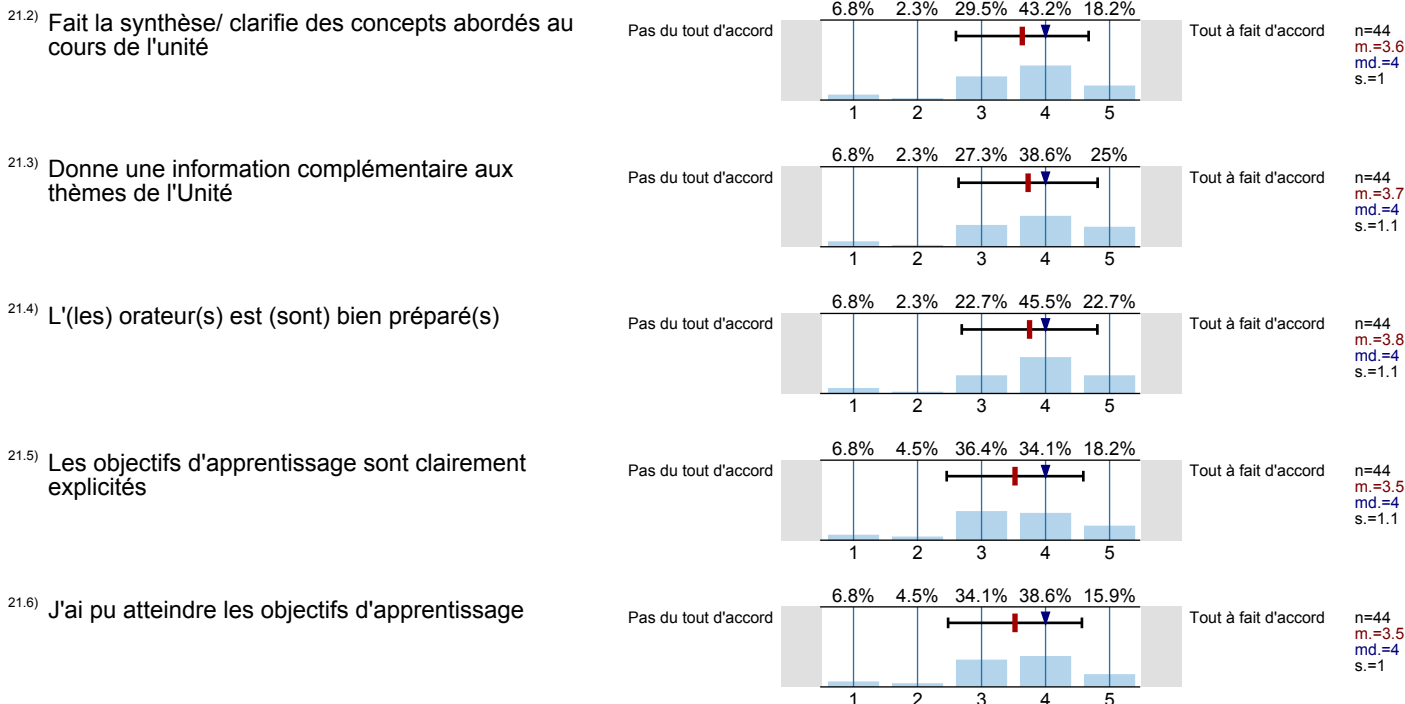 21.2) Fait la synthèse/ clarifie des concepts abordés au
cours de l'unité
Pas du tout d'accord
6.8% 2.3% 29.5% 43.2% 18.2%
1 2 3 4 5
Tout à fait d'accord
n=44
m.=3.6
md.=4
s.=1
21.3) Donne une information complémentaire aux
thèmes de l'Unité
Pas du tout d'accord
6.8% 2.3% 27.3% 38.6% 25%
1 2 3 4 5
Tout à fait d'accord
n=44
m.=3.7
md.=4
s.=1.1
21.4) L'(les) orateur(s) est (sont) bien préparé(s)
Pas du tout d'accord
6.8% 2.3% 22.7% 45.5% 22.7%
1 2 3 4 5
Tout à fait d'accord
n=44
m.=3.8
md.=4
s.=1.1
21.5) Les objectifs d'apprentissage sont clairement
explicités
Pas du tout d'accord
6.8% 4.5% 36.4% 34.1% 18.2%
1 2 3 4 5
Tout à fait d'accord
n=44
m.=3.5
md.=4
s.=1.1
21.6) J'ai pu atteindre les objectifs d'apprentissage
Pas du tout d'accord
6.8% 4.5% 34.1% 38.6% 15.9%
1 2 3 4 5
Tout à fait d'accord
n=44
m.=3.5
md.=4
s.=1